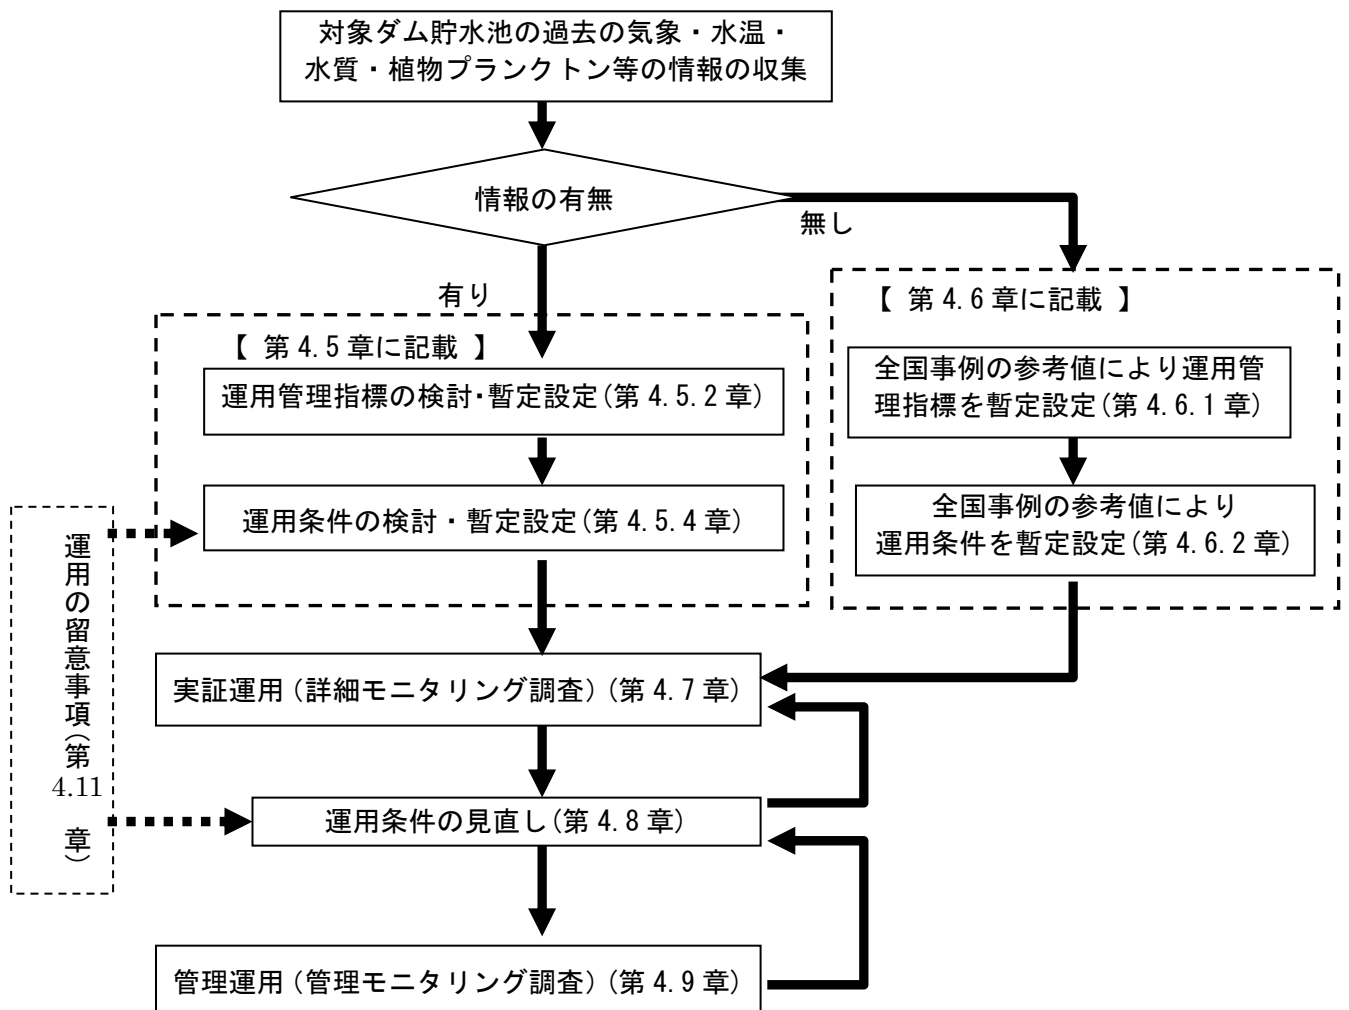 対象ダム貯水池の過去の気象・水温・
水質・植物プランクトン等の情報の収集
情報の有無
無し
有り
【 第 4.5 章に記載 】
運用管理指標の検討・暫定設定(第 4.5.2 章)
運用条件の検討・暫定設定(第 4.5.4 章)
【 第 4.6 章に記載 】
全国事例の参考値により運用管
理指標を暫定設定(第 4.6.1 章)
全国事例の参考値により
運用条件を暫定設定(第 4.6.2 章)
運用の留意事項(第
4.11
章)
実証運用(詳細モニタリング調査)(第 4.7 章)
運用条件の見直し(第 4.8 章)
管理運用(管理モニタリング調査)(第 4.9 章)